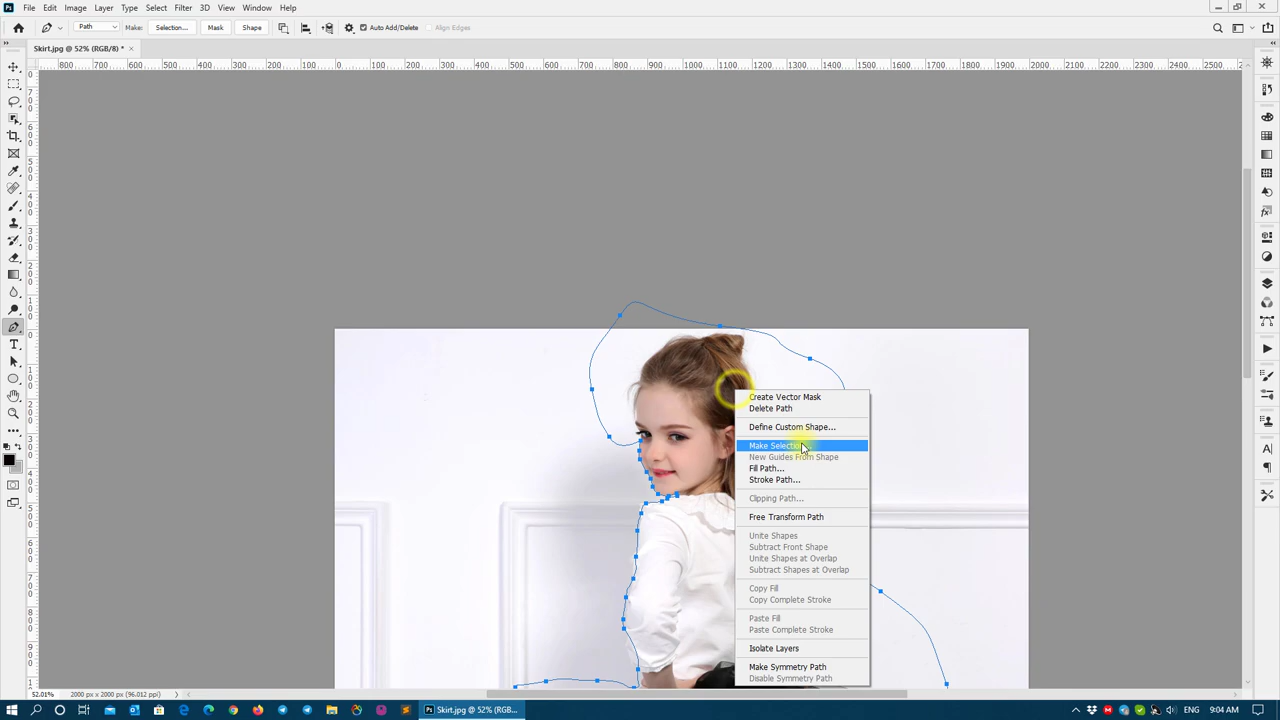 File Edit Image Layer Type Select Filter 3D View Window Help
Path Make: Selection... Mask Shape Auto Add/Delete Align Edges
Skirt.jpg @ 52% (RGB/8) * ×
800 700 600 500 400 300 200 100 0 100 200 300 400 500 600 700 800 900 1000 1100 1200 1300 1400 1500 1600 1700 1800 1900 2000 2100 2200 2300 2400 2500
Create Vector Mask
Delete Path
Define Custom Shape...
Make Selection
New Guides From Shape
Fill Path...
Stroke Path...
Clipping Path...
Free Transform Path
Unite Shapes
Subtract Front Shape
Unite Shapes at Overlap
Subtract Shapes at Overlap
Copy Fill
Copy Complete Stroke
Paste Fill
Paste Complete Stroke
Isolate Layers
Make Symmetry Path
Disable Symmetry Path
52.01% 2000 px x 2000 px (96.012 ppi)
Skirt.jpg @ 52% (RG...
9:04 AM